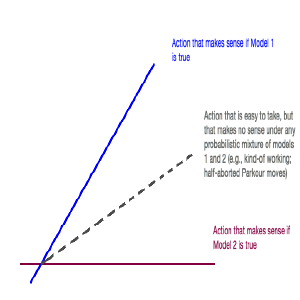 Action that makes sense if Model 1
is true
Action that is easy to take, but
that makes no sense under any
probabilistic mixture of models
1 and 2 (e.g., kind-of working;
half-aborted Parkour moves)
Action that makes sense if
Model 2 is true